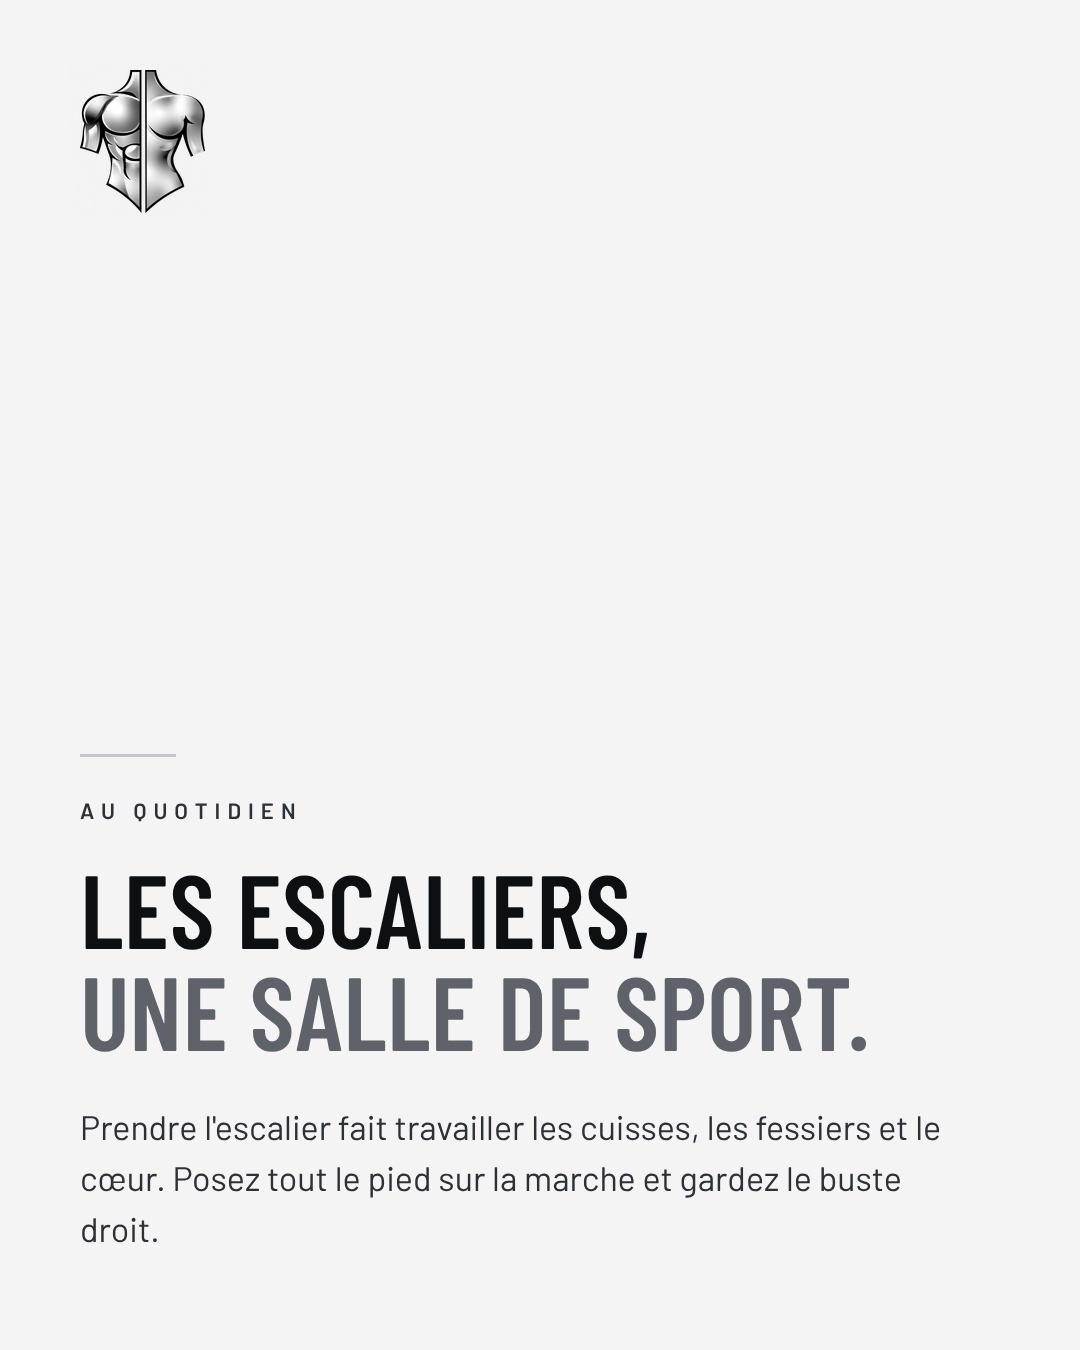 AU QUOTIDIEN
LES ESCALIERS,
UNE SALLE DE SPORT.
Prendre l'escalier fait travailler les cuisses, les fessiers et le
cœur. Posez tout le pied sur la marche et gardez le buste
droit.